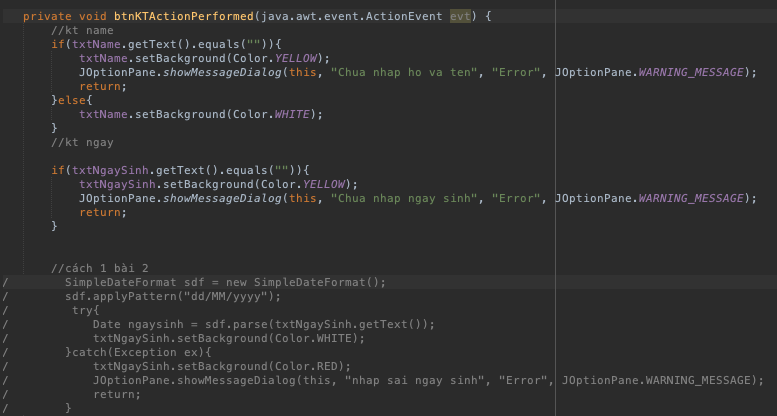 private void btnKTActionPerformed(java.awt.event.ActionEvent evt) {
//kt name
if(txtName.getText().equals("")){
txtName.setBackground(Color.YELLOW);
JOptionPane.showMessageDialog(this, "Chua nhap ho va ten", "Error", JOptionPane.WARNING_MESSAGE);
return;
}else{
txtName.setBackground(Color.WHITE);
}
//kt ngay
if(txtNgaySinh.getText().equals("")){
txtNgaySinh.setBackground(Color.YELLOW);
JOptionPane.showMessageDialog(this, "Chua nhap ngay sinh", "Error", JOptionPane.WARNING_MESSAGE);
return;
}
//cách 1 bài 2
/ SimpleDateFormat sdf = new SimpleDateFormat();
/ sdf.applyPattern("dd/MM/yyyy");
/ try{
/ Date ngaysinh = sdf.parse(txtNgaySinh.getText());
/ txtNgaySinh.setBackground(Color.WHITE);
/ }catch(Exception ex){
/ txtNgaySinh.setBackground(Color.RED);
/ JOptionPane.showMessageDialog(this, "nhap sai ngay sinh", "Error", JOptionPane.WARNING_MESSAGE);
/ return;
/ }